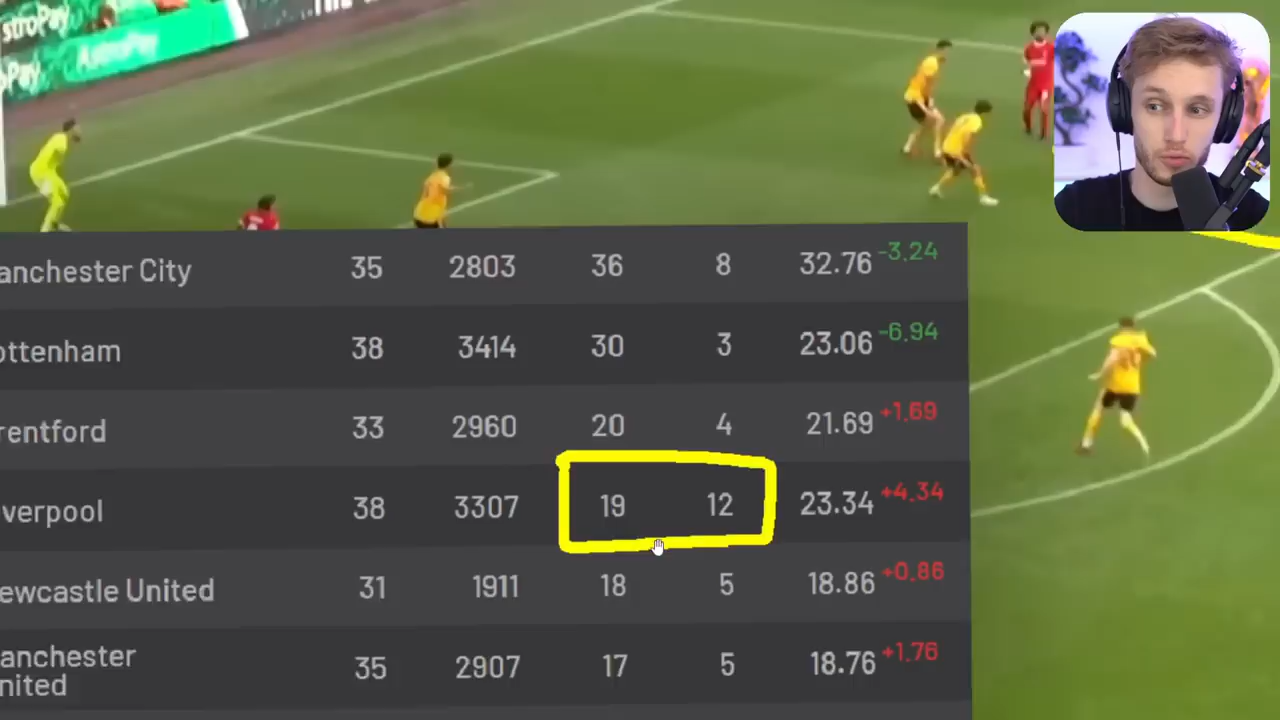 stroPay
AstroPay
oPay
anchester City 35 2803 36 8 32.76 -3.24
ottenham 38 3414 30 3 23.06 -6.94
rentford 33 2960 20 4 21.69 +1.69
verpool 38 3307 19 12 23.34 +4.34
ewcastle United 31 1911 18 5 18.86 +0.86
anchester
nited 35 2907 17 5 18.76 +1.76